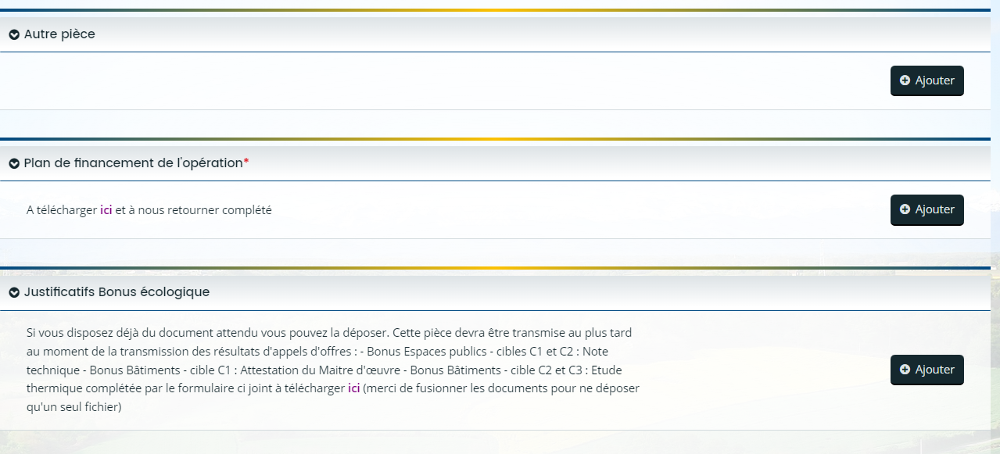 Autre pièce
Ajouter
Plan de financement de l'opération*
A télécharger ici et à nous retourner complété
Ajouter
Justificatifs Bonus écologique
Si vous disposez déjà du document attendu vous pouvez la déposer. Cette pièce devra être transmise au plus tard
au moment de la transmission des résultats d'appels d'offres : - Bonus Espaces publics - cibles C1 et C2 : Note
technique - Bonus Bâtiments - cible C1 : Attestation du Maitre d'œuvre - Bonus Bâtiments - cible C2 et C3 : Etude
thermique complétée par le formulaire ci joint à télécharger ici (merci de fusionner les documents pour ne déposer
qu'un seul fichier)
Ajouter